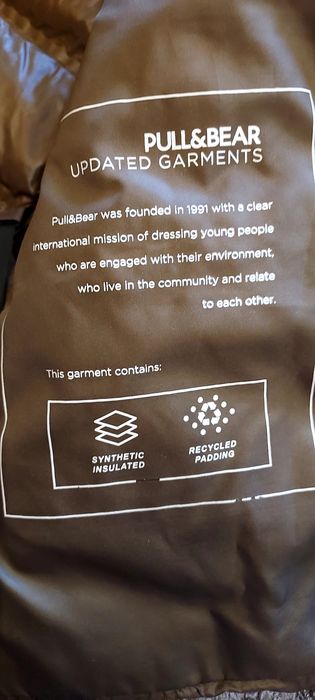 PULL&BEAR
UPDATED GARMENTS
Pull&Bear was founded in 1991 with a clear
international mission of dressing young people
who are engaged with their environment,
who live in the community and relate
to each other.
This garment contains:
SYNTHETIC
INSULATED
RECYCLED
PADDING